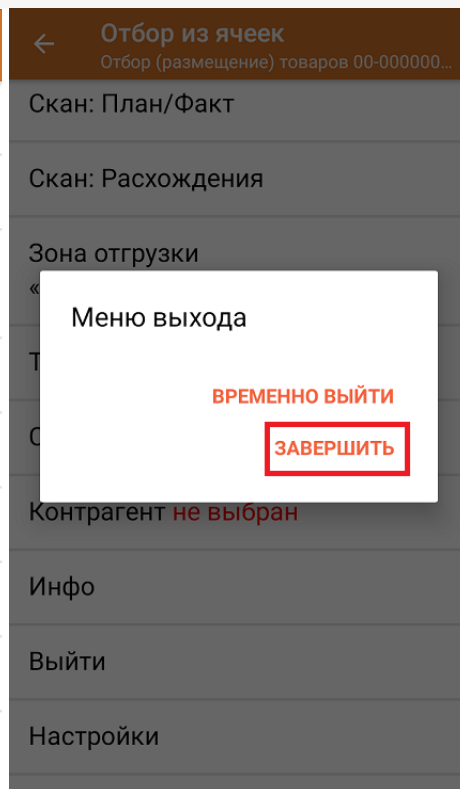 Отбор из ячеек
Отбор (размещение) товаров 00-000000...
Скан: План/Факт
Скан: Расхождения
Зона отгрузки
«
Меню выхода
Т
ВРЕМЕННО ВЫЙТИ
С
ЗАВЕРШИТЬ
Контрагент не выбран
Инфо
Выйти
Настройки